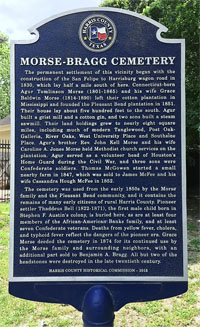 HARRIS COUNTY
TEXAS
MORSE-BRAGG CEMETERY
The permanent settlement of this vicinity began with the
construction of the San Felipe to Harrisburg wagon road in
1830, which lay half a mile south of here. Connecticut-born
Agur Tomlinson Morse (1801-1865) and his wife Grace
Baldwin Morse (1814-1890) left their cotton plantation in
Mississippi and founded the Pleasant Bend plantation in 1851.
Their house lay about five hundred feet to the south. Agur
built a grist mill and a cotton gin, and two sons built a steam
sawmill. Their land holdings grew to nearly eight square
miles, including much of modern Tanglewood, Post Oak-
Galleria, River Oaks, West University Place and Southside
Place. Agur's brother Rev John Kell Morse and his wife
Caroline A. Jones Morse held Methodist church services on the
plantation. Agur served as a volunteer head of Houston's
Home Guard during the Civil War, and three sons were
Confederate soldiers. Thomas McGowen started a small
nearby farm in 1847, which was sold to James McFee and his
wife Cassandra Hough McFee in 1852.
The cemetery was used from the early 1850s by the Morse
family and the Pleasant Bend community, and it contains the
remains of many early citizens of rural Harris County. Pioneer
settler Thaddeus Bell (1822-1871), the first male child born in
Stephen F. Austin's colony, is buried here, as are at least four
members of the African-American Banks family, and at least
seven Confederate veterans. Deaths from yellow fever, cholera,
and typhoid fever reflect the dangers of the pioneer era. Grace
Morse deeded the cemetery in 1874 for its continued use by
the Morse family and surrounding neighbors, with an
additional part sold to Benjamin A. Bragg. All but two of the
headstones were destroyed in the late twentieth century.
HARRIS COUNTY HISTORICAL COMMISSION - 2014